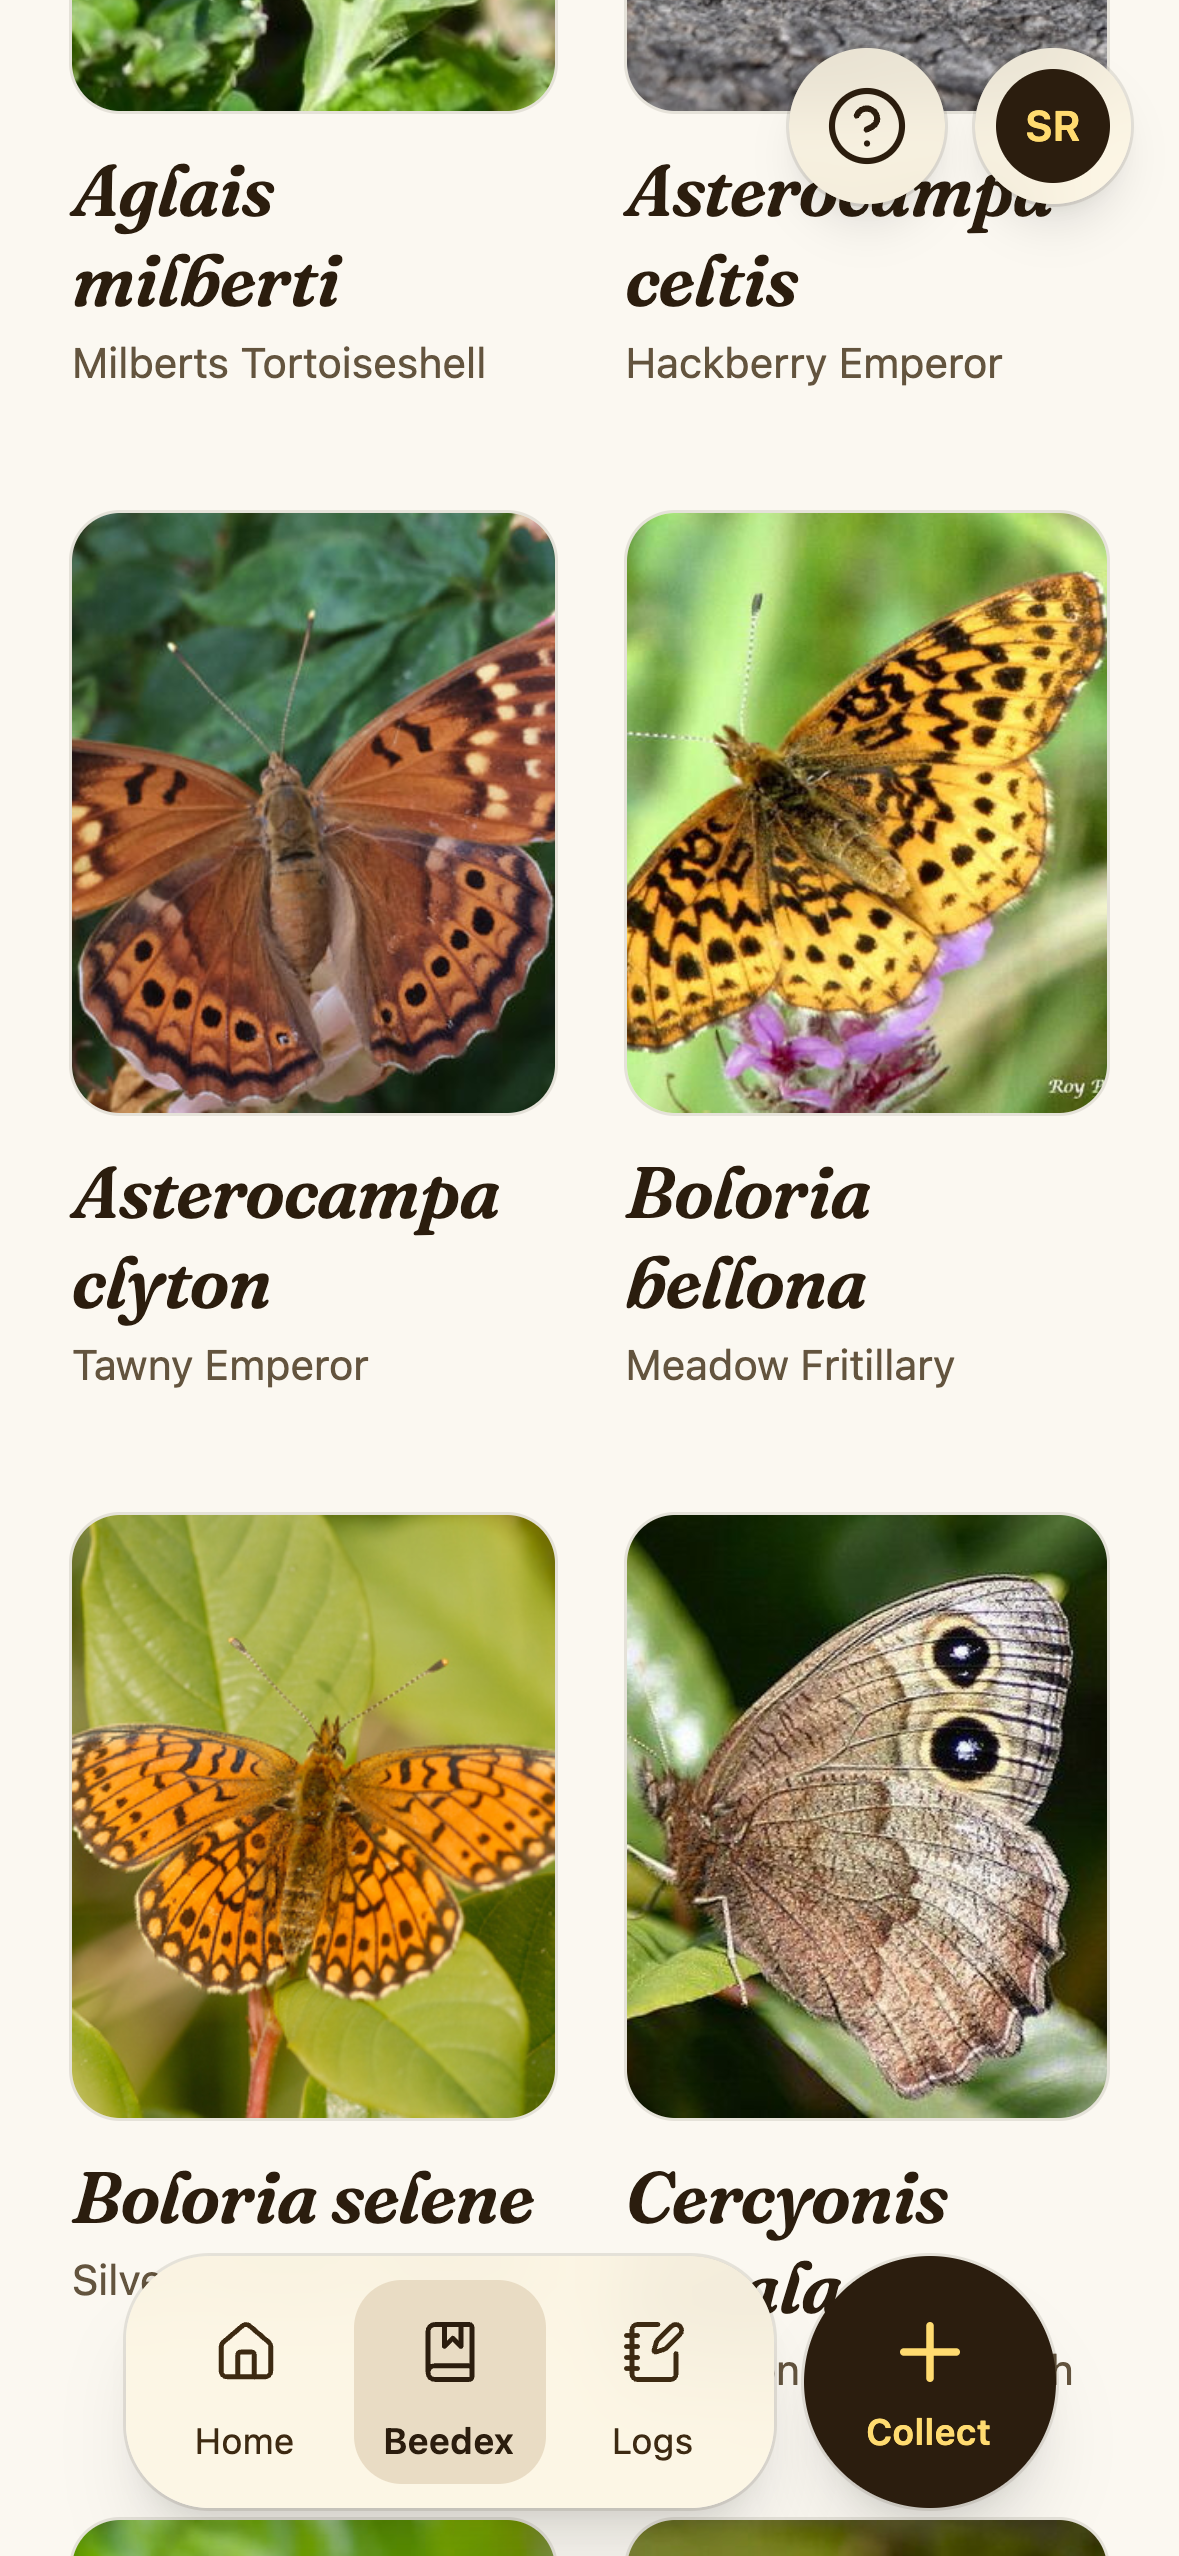 SR
Aglais
milberti
Milberts Tortoiseshell
Asterocampa
celtis
Hackberry Emperor
Roy
Asterocampa
clyton
Tawny Emperor
Boloria
bellona
Meadow Fritillary
Boloria selene
Cercyonis
Home
Beedex
Logs
Collect